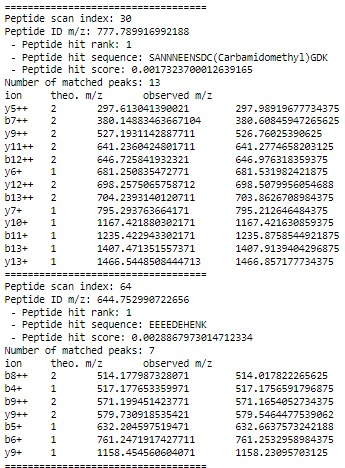 ===================================
Peptide scan index: 30
Peptide ID m/z: 777.789916992188
 - Peptide hit rank: 1
 - Peptide hit sequence: SANNNEENSDC(Carbamidomethyl)GDK
 - Peptide hit score: 0.0017323700012639165
Number of matched peaks: 13
ion    theo. m/z    observed m/z
y5++ 2 297.613041390021 297.98919677734375
b7++ 2 380.14883463667104 380.60845947265625
y9++ 2 527.1931142887711 526.76025390625
y11++ 2 641.2360424801711 641.2774658203125
b12++ 2 646.725841932321 646.976318359375
y6+ 1 681.250835472771 681.531982421875
y12++ 2 698.2575065758712 698.5079956054688
b13++ 2 704.2393140120711 703.8626708984375
y7+ 1 795.293763664171 795.212646484375
y10+ 1 1167.421880302171 1167.421630859375
b11+ 1 1235.422943302171 1235.8758544921875
b13+ 1 1407.471351557371 1407.9139404296875
y13+ 1 1466.5448508444713 1466.857177734375
===================================
Peptide scan index: 64
Peptide ID m/z: 644.752990722656
 - Peptide hit rank: 1
 - Peptide hit sequence: EEEEDEHENK
 - Peptide hit score: 0.0028867973014712334
Number of matched peaks: 7
ion    theo. m/z    observed m/z
b8++ 2 514.177987328071 514.017822265625
b4+ 1 517.177653359971 517.1756591796875
b9++ 2 571.199451423771 571.1654052734375
y9++ 2 579.730918535421 579.5464477539062
b5+ 1 632.204597519471 632.6637573242188
b6+ 1 761.2471917427711 761.2532958984375
y9+ 1 1158.454560604071 1158.23095703125
===================================